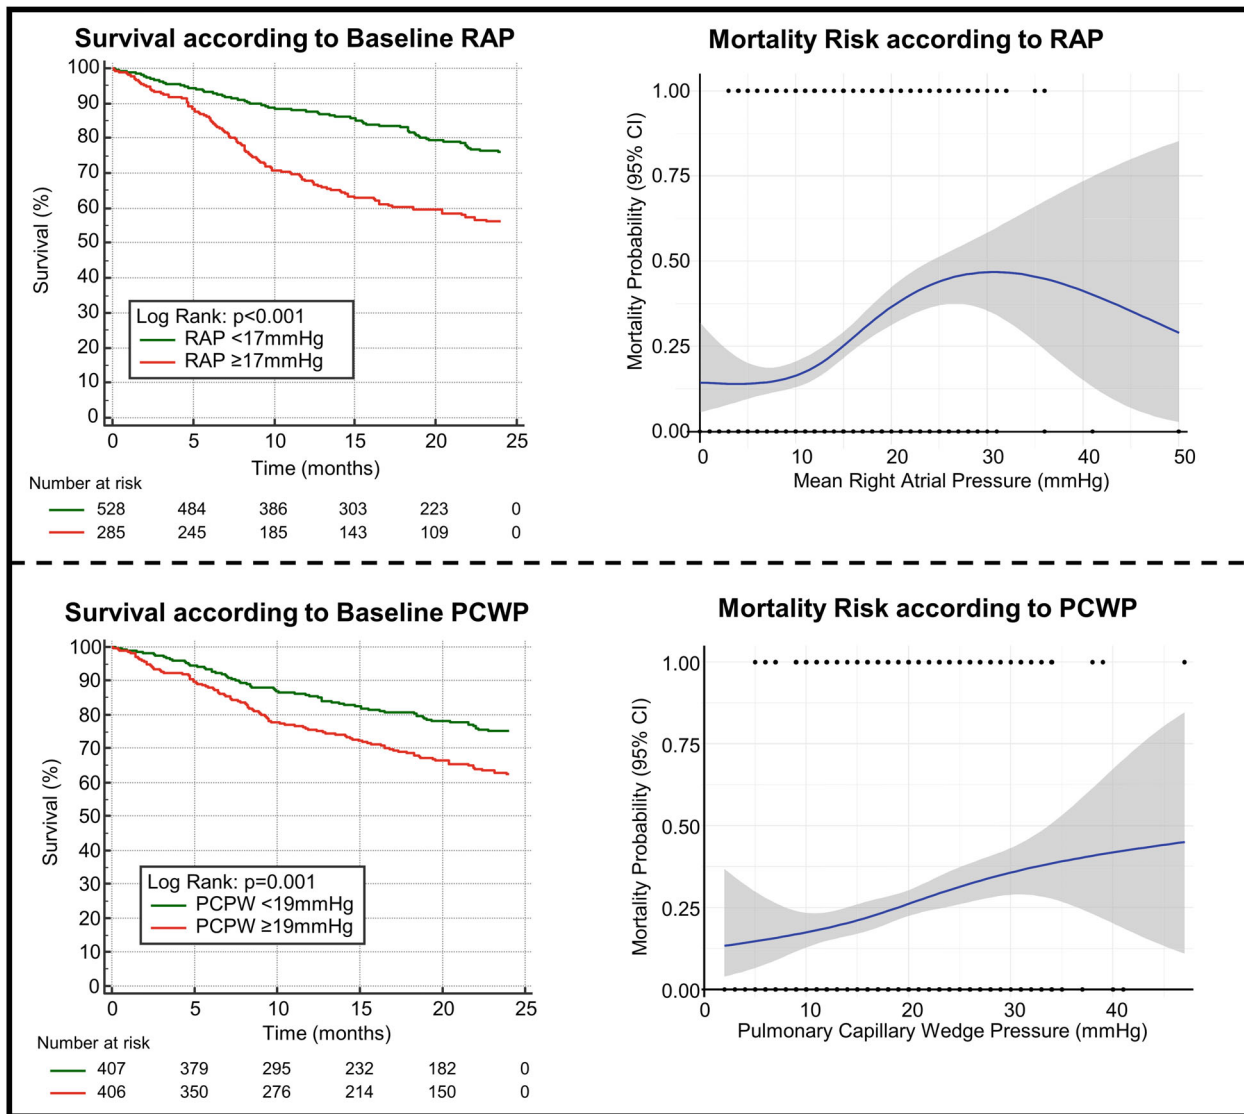 Survival according to Baseline RAP
100
90
80
70
60
50
40
30
20
10
0
Survival (%)
Log Rank: p<0.001
RAP <17mmHg
RAP ≥17mmHg
0 5 10 15 20 25
Time (months)
Number at risk
528 484 386 303 223 0
285 245 185 143 109 0
Mortality Risk according to RAP
1.00
0.75
0.50
0.25
0.00
Mortality Probability (95% CI)
0 10 20 30 40 50
Mean Right Atrial Pressure (mmHg)
Survival according to Baseline PCWP
100
90
80
70
60
50
40
30
20
10
0
Survival (%)
Log Rank: p=0.001
PCPW <19mmHg
PCPW ≥19mmHg
0 5 10 15 20 25
Time (months)
Number at risk
407 379 295 232 182 0
406 350 276 214 150 0
Mortality Risk according to PCWP
1.00
0.75
0.50
0.25
0.00
Mortality Probability (95% CI)
0 10 20 30 40
Pulmonary Capillary Wedge Pressure (mmHg)